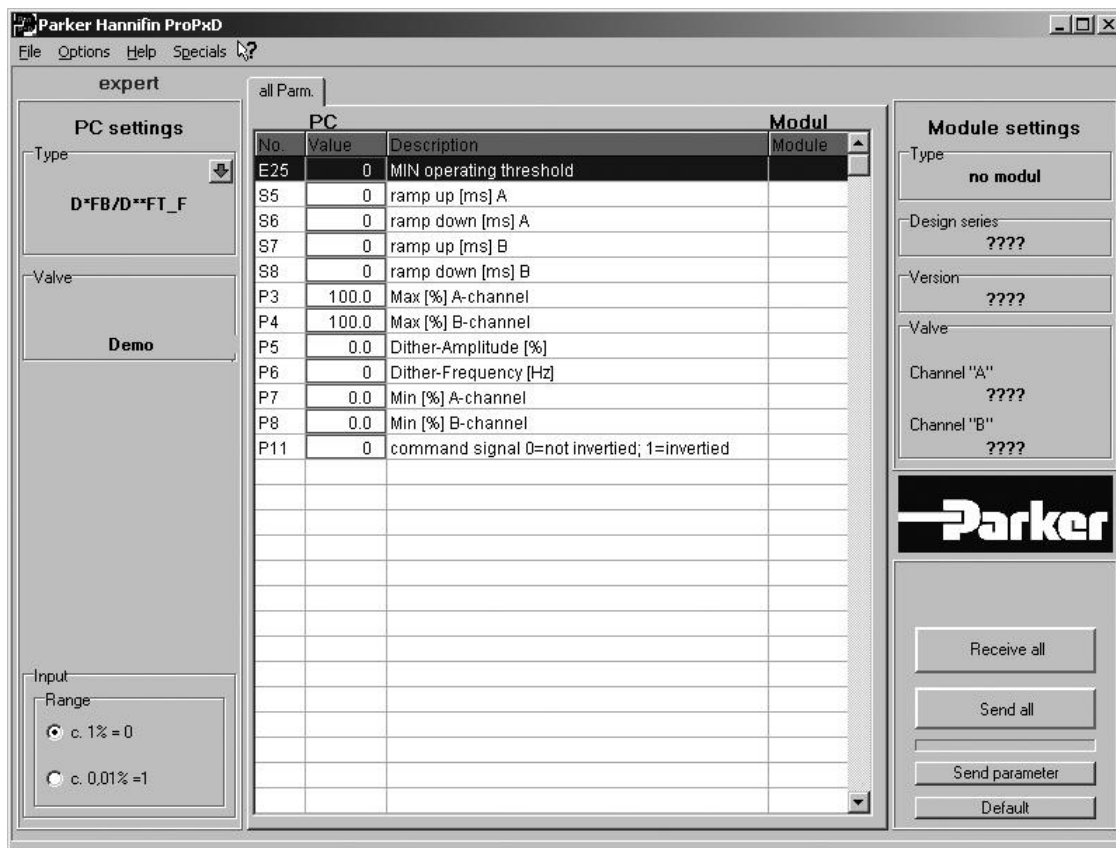 Parker Hannifin ProPxD
File Options Help Specials ?
expert
PC settings
Type
D*FB/D**FT_F
Valve
Demo
Input
Range
c. 1% = 0
c. 0,01% =1
all Parm.
PC Modul
No. Value Description Module
E25 0 MIN operating threshold
S5 0 ramp up [ms] A
S6 0 ramp down [ms] A
S7 0 ramp up [ms] B
S8 0 ramp down [ms] B
P3 100.0 Max [%] A-channel
P4 100.0 Max [%] B-channel
P5 0.0 Dither-Amplitude [%]
P6 0 Dither-Frequency [Hz]
P7 0.0 Min [%] A-channel
P8 0.0 Min [%] B-channel
P11 0 command signal 0=not invertied; 1=invertied
Module settings
Type
no modul
Design series
????
Version
????
Valve
Channel "A"
????
Channel "B"
????
Parker
Receive all
Send all
Send parameter
Default